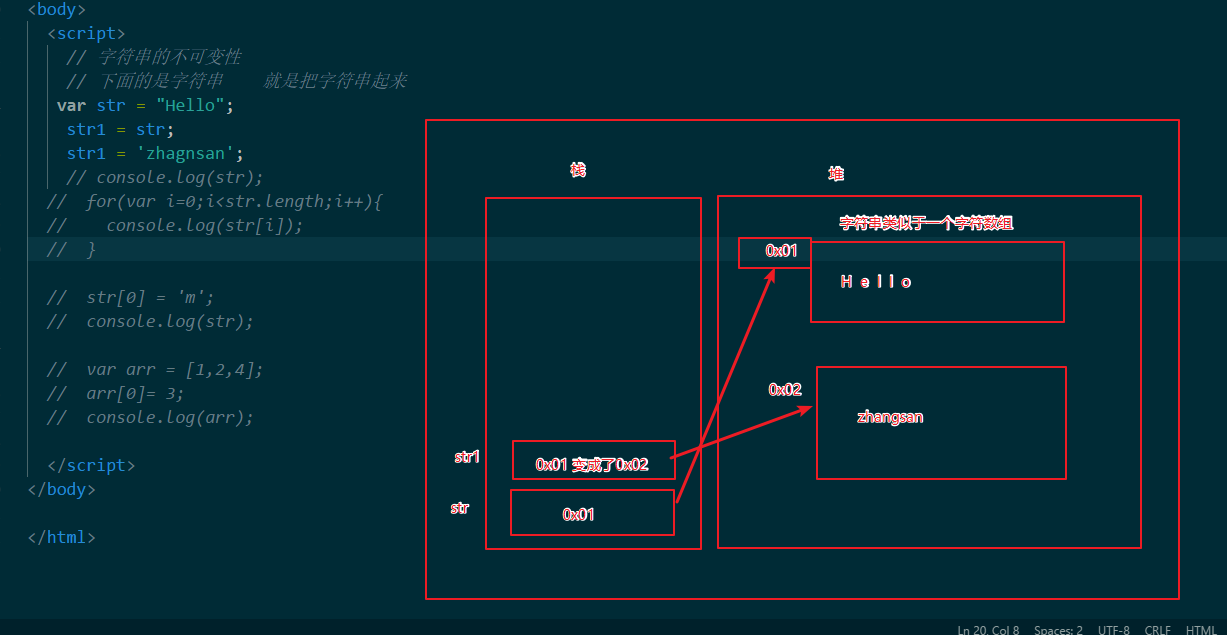 <body>
<script>
// 字符串的不可变性
// 下面的是字符串    就是把字符串起来
var str = "Hello";
str1 = str;
str1 = 'zhagnsan';
// console.log(str);
//  for(var i=0;i<str.length;i++){
//    console.log(str[i]);
//  }
//  str[0] = 'm';
//  console.log(str);
//  var arr = [1,2,4];
//  arr[0]= 3;
//  console.log(arr);
</script>
</body>
</html>
栈
堆
字符串类似于一个字符数组
0x01
H e l l o
0x02
zhangsan
str1
0x01 变成了0x02
str
0x01
Ln 20, Col 8 Spaces: 2 UTF-8 CRLF HTML